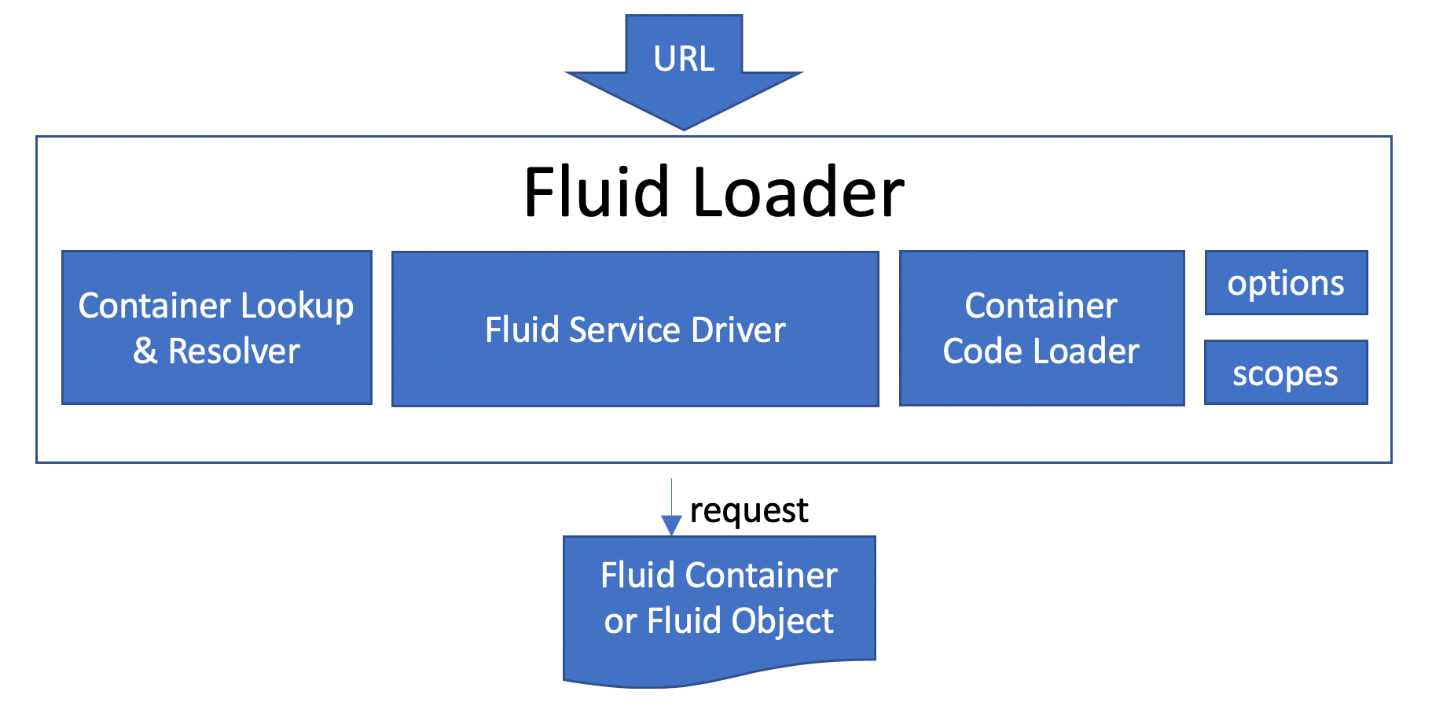 URL
Fluid Loader
Container Lookup
& Resolver
Fluid Service Driver
Container
Code Loader
options
scopes
request
Fluid Container
or Fluid Object